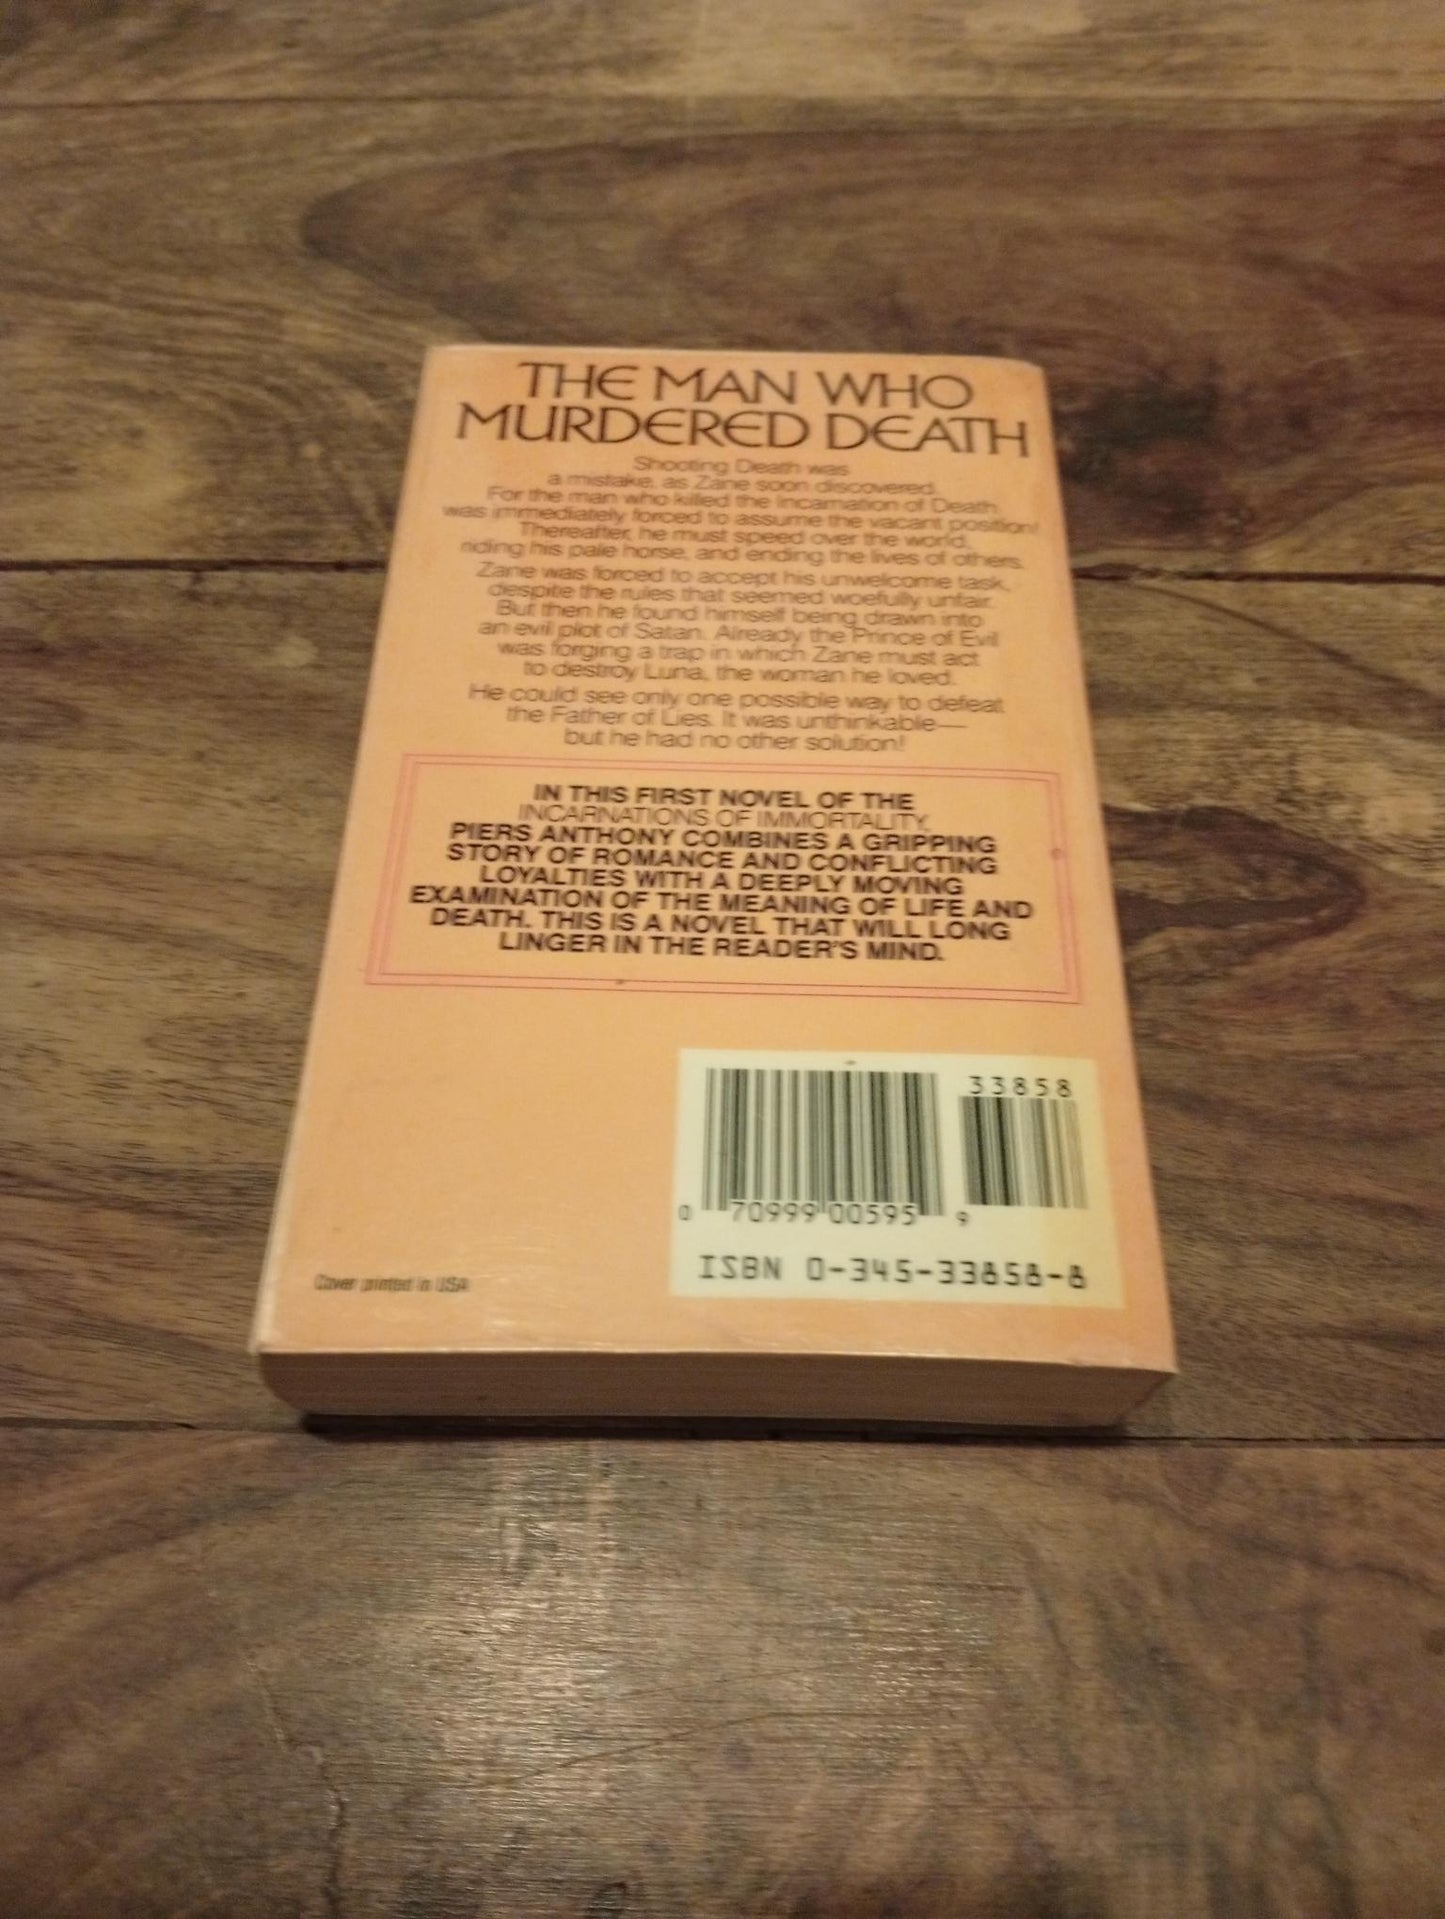 THE MAN WHO
MURDERED DEATH
Shooting Death was
a mistake, as Zane soon discovered.
For the man who killed the Incarnation of Death
was immediately forced to assume the vacant position!
Thereafter, he must speed over the world,
riding his pale horse, and ending the lives of others.
Zane was forced to accept his unwelcome task,
despite the rules that seemed woefully unfair.
But then he found himself being drawn into
an evil plot of Satan. Already the Prince of Evil
was forging a trap in which Zane must act
to destroy Luna, the woman he loved.
He could see only one possible way to defeat
the Father of Lies. It was unthinkable—
but he had no other solution!
IN THIS FIRST NOVEL OF THE
INCARNATIONS OF IMMORTALITY,
PIERS ANTHONY COMBINES A GRIPPING
STORY OF ROMANCE AND CONFLICTING
LOYALTIES WITH A DEEPLY MOVING
EXAMINATION OF THE MEANING OF LIFE AND
DEATH. THIS IS A NOVEL THAT WILL LONG
LINGER IN THE READER'S MIND.
33858
0 70999 00595 9
ISBN 0-345-33858-8
Cover printed in USA